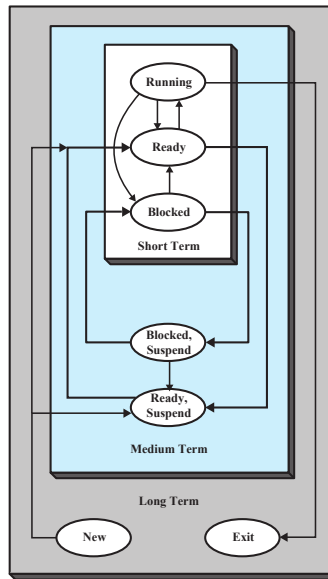 Running
Ready
Blocked
Short Term
Blocked,
Suspend
Ready,
Suspend
Medium Term
Long Term
New
Exit